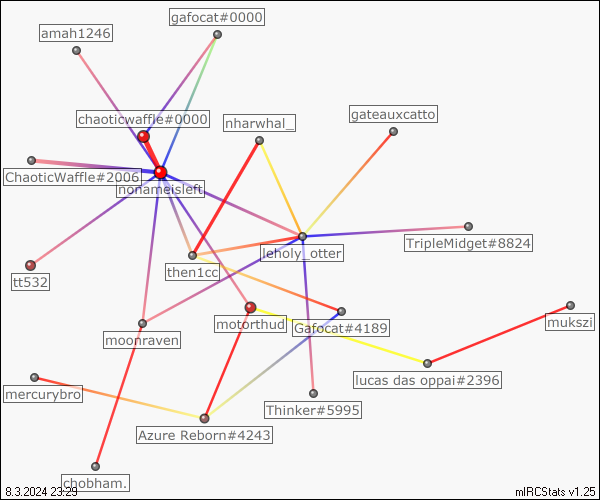 gafocat#0000
amah1246
chaoticwaffle#0000
nharwhal_
gateauxcatto
ChaoticWaffle#2006
nonameisleft
TripleMidget#8824
leholy_otter
then1cc
tt532
motorthud
Gafocat#4189
mukszi
moonraven
lucas das oppai#2396
mercurybro
Thinker#5995
Azure Reborn#4243
chobham.
8.3.2024 23:29
mIRCStats v1.25